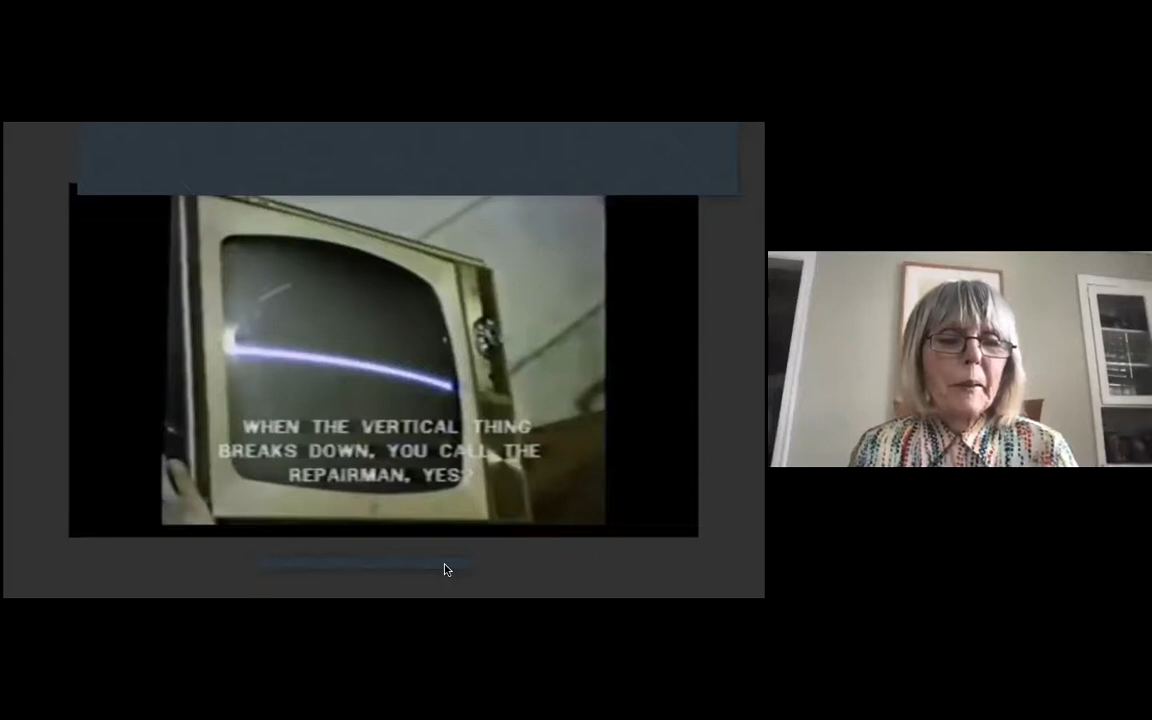 WHEN THE VERTICAL THING
BREAKS DOWN, YOU CALL THE
REPAIRMAN, YES?